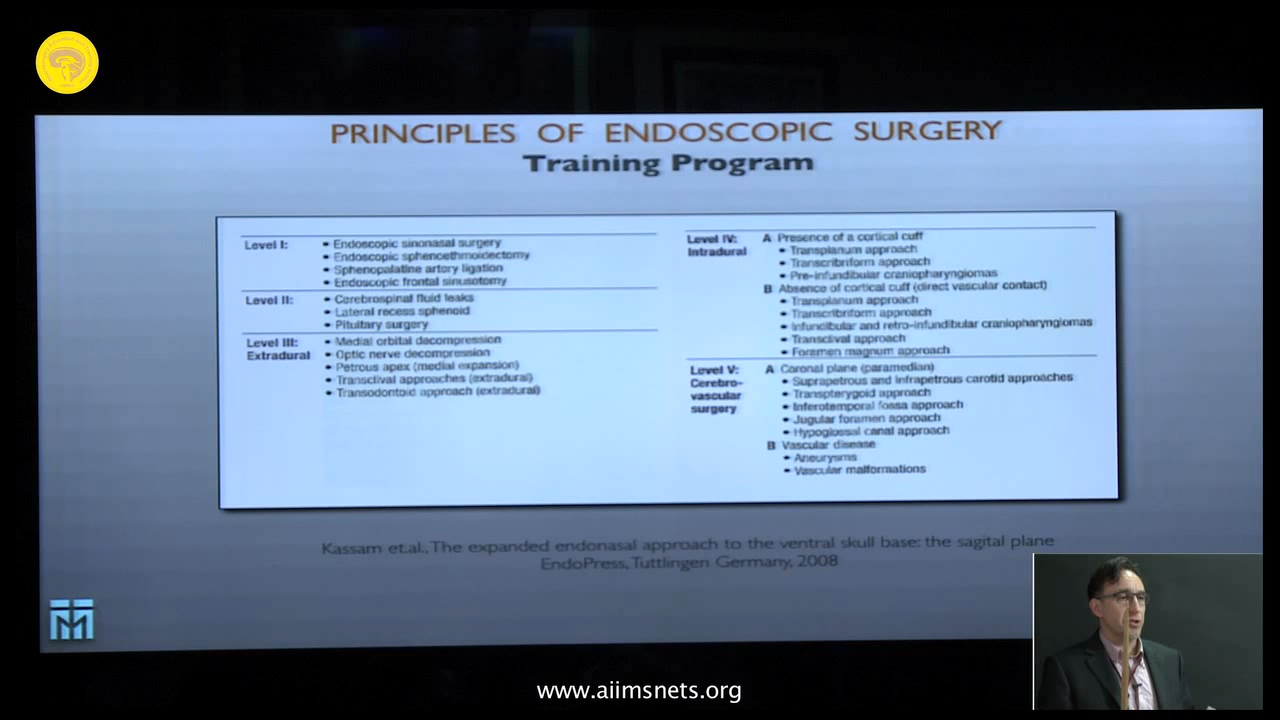 PRINCIPLES OF ENDOSCOPIC SURGERY
Training Program
Level I:
• Endoscopic sinonasal surgery
• Endoscopic sphenoethmoidectomy
• Sphenopalatine artery ligation
• Endoscopic frontal sinusotomy
Level II:
• Cerebrospinal fluid leaks
• Lateral recess sphenoid
• Pituitary surgery
Level III:
Extradural
• Medial orbital decompression
• Optic nerve decompression
• Petrous apex (medial expansion)
• Transclival approaches (extradural)
• Transodontoid approach (extradural)
Level IV:
Intradural
A Presence of a cortical cuff
• Transplanum approach
• Transcribriform approach
• Pre-infundibular craniopharyngiomas
B Absence of cortical cuff (direct vascular contact)
• Transplanum approach
• Transcribriform approach
• Infundibular and retro-infundibular craniopharyngiomas
• Transclival approach
• Foramen magnum approach
Level V:
Cerebro-
vascular
surgery
A Coronal plane (paramedian)
• Suprapetrous and infrapetrous carotid approaches
• Transpterygoid approach
• Inferotemporal fossa approach
• Jugular foramen approach
• Hypoglossal canal approach
B Vascular disease
• Aneurysms
• Vascular malformations
Kassam et.al., The expanded endonasal approach to the ventral skull base: the sagital plane
EndoPress, Tuttlingen Germany, 2008
www.aiimsnets.org